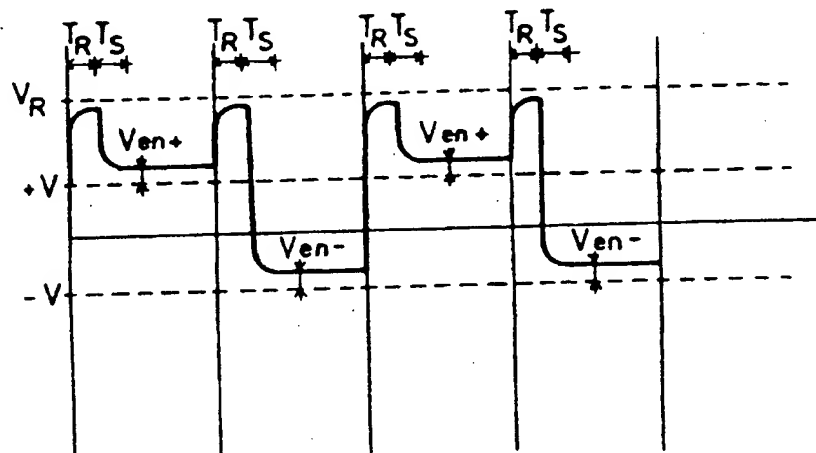 TR TS TR TS TR TS TR TS
VR
Ven+ Ven+
+V
Ven- Ven-
-V